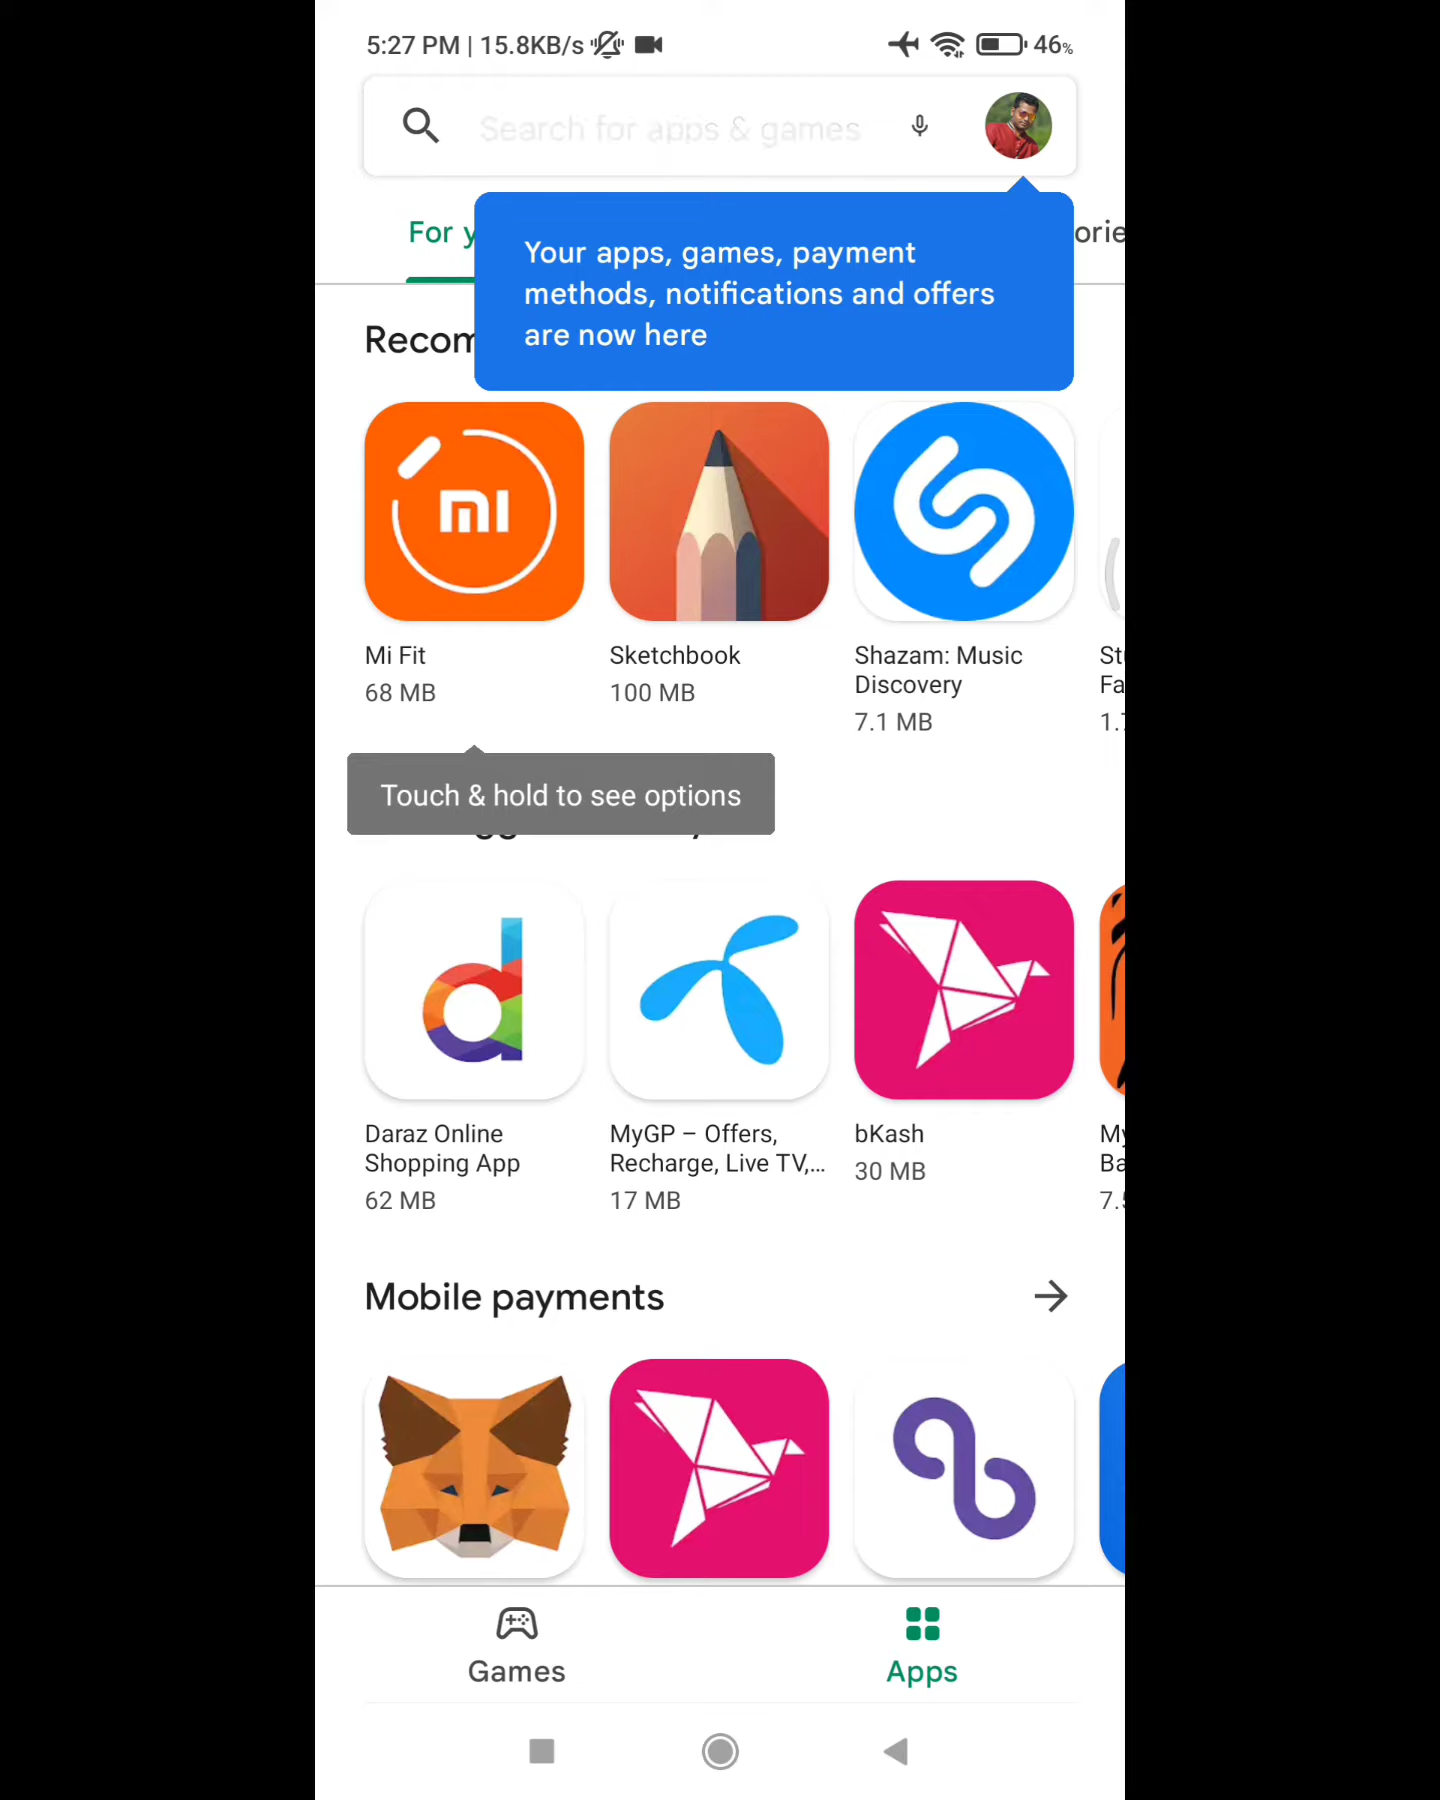 5:27 PM | 15.8KB/s
46%
Search for apps & games
For y
orie
Your apps, games, payment
methods, notifications and offers
are now here
Recom
mi
Mi Fit
68 MB
Sketchbook
100 MB
Shazam: Music
Discovery
7.1 MB
St
Fa
1.7
Touch & hold to see options
Daraz Online
Shopping App
62 MB
MyGP – Offers,
Recharge, Live TV,...
17 MB
bKash
30 MB
My
Ba
7.5
Mobile payments
Games
Apps